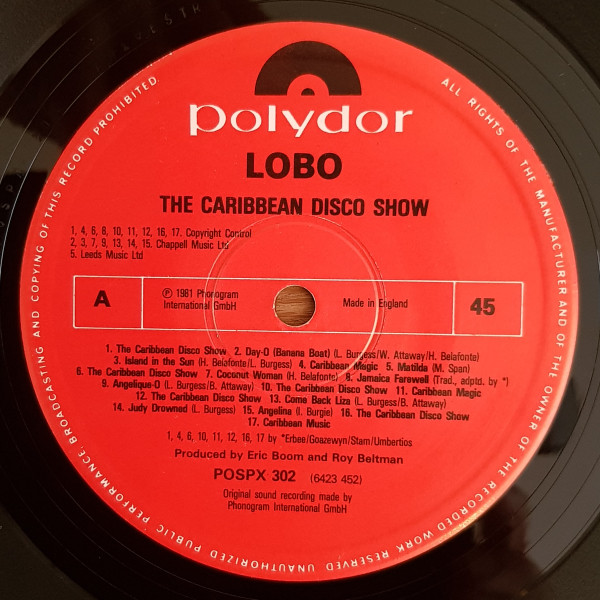 polydor
LOBO
THE CARIBBEAN DISCO SHOW
1, 4, 6, 8, 10, 11, 12, 16, 17. Copyright Control
2, 3, 7, 9, 13, 14, 15. Chappell Music Ltd
5. Leeds Music Ltd
A
℗ 1981 Phonogram
International GmbH
Made in England
45
1. The Caribbean Disco Show 2. Day-O (Banana Boat) (L. Burgess/W. Attaway/H. Belafonte)
3. Island in the Sun (H. Belafonte/L. Burgess) 4. Caribbean Magic 5. Matilda (M. Span)
6. The Caribbean Disco Show 7. Coconut Woman (H. Belafonte) 8. Jamaica Farewell (Trad., adptd. by *)
9. Angelique-O (L. Burgess/B. Attaway) 10. The Caribbean Disco Show 11. Caribbean Magic
12. The Caribbean Disco Show 13. Come Back Liza (L. Burgess/B. Attaway)
14. Judy Drowned (L. Burgess) 15. Angelina (I. Burgie) 16. The Caribbean Disco Show
17. Caribbean Music
1, 4, 6, 10, 11, 12, 16, 17 by *Erbee/Goazewyn/Stam/Umbertios
Produced by Eric Boom and Roy Beltman
POSPX 302 (6423 452)
Original sound recording made by
Phonogram International GmbH
ALL RIGHTS OF THE MANUFACTURER AND OF THE OWNER OF THE RECORDED WORK RESERVED UNAUTHORIZED PUBLIC PERFORMANCE BROADCASTING AND COPYING OF THIS RECORD PROHIBITED